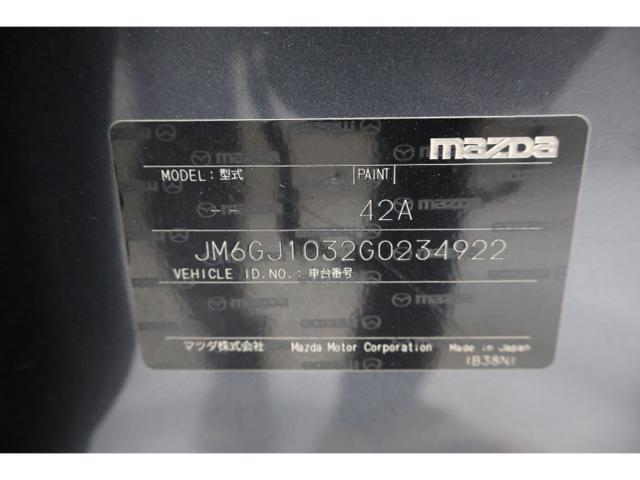 mazda
MODEL: 型式 PAINT
-- 42A
JM6GJ1032G0234922
VEHICLE ID.NO.: 車台番号
マツダ株式会社 Mazda Motor Corporation Made in Japan
(B38N)